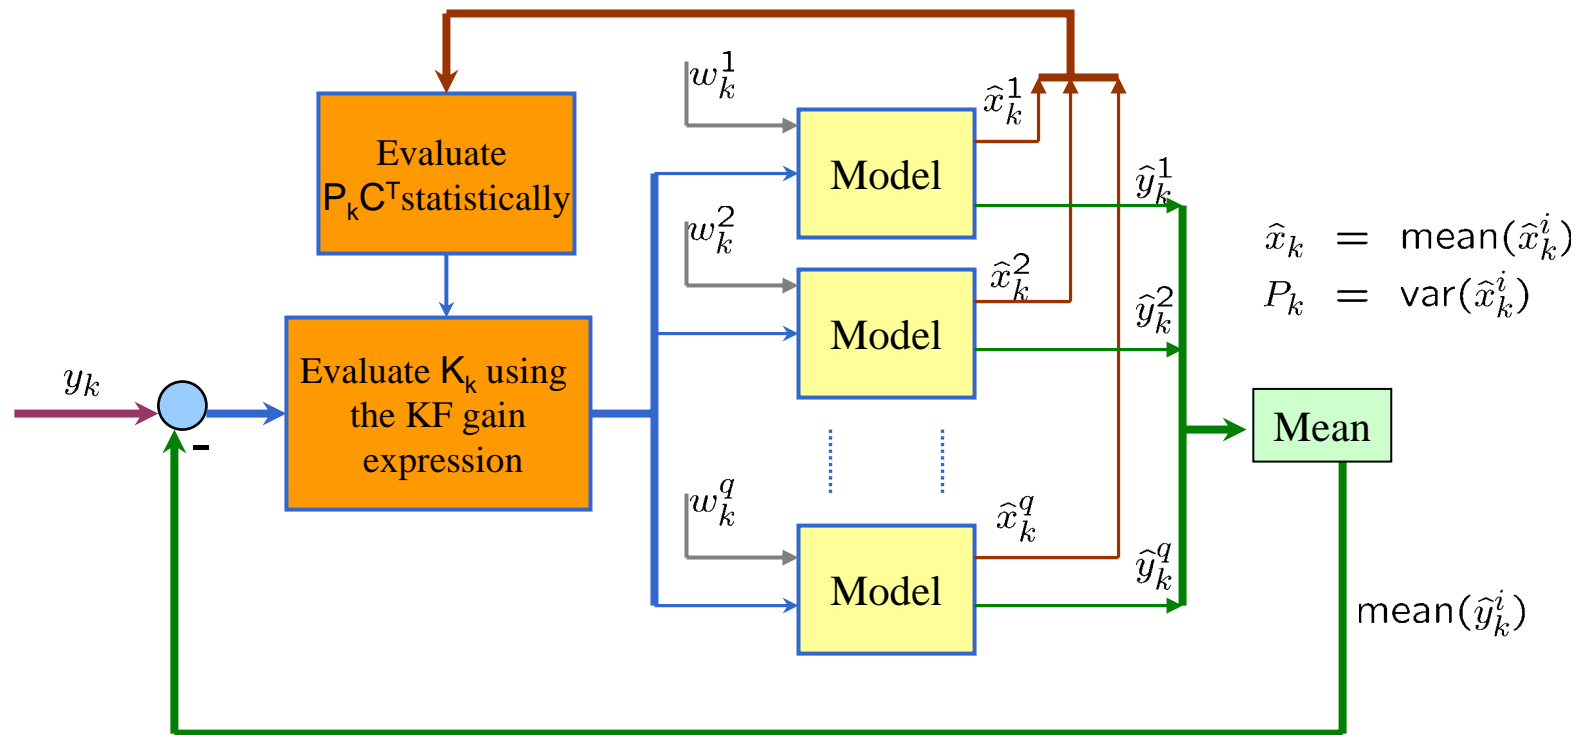 w_k^1
x̂_k^1
Evaluate
P_kC^T statistically
Model
ŷ_k^1
w_k^2
x̂_k^2
x̂_k = mean(x̂_k^i)
P_k = var(x̂_k^i)
ŷ_k^2
Model
y_k
Evaluate K_k using
the KF gain
expression
-
Mean
w_k^q
x̂_k^q
ŷ_k^q
Model
mean(ŷ_k^i)